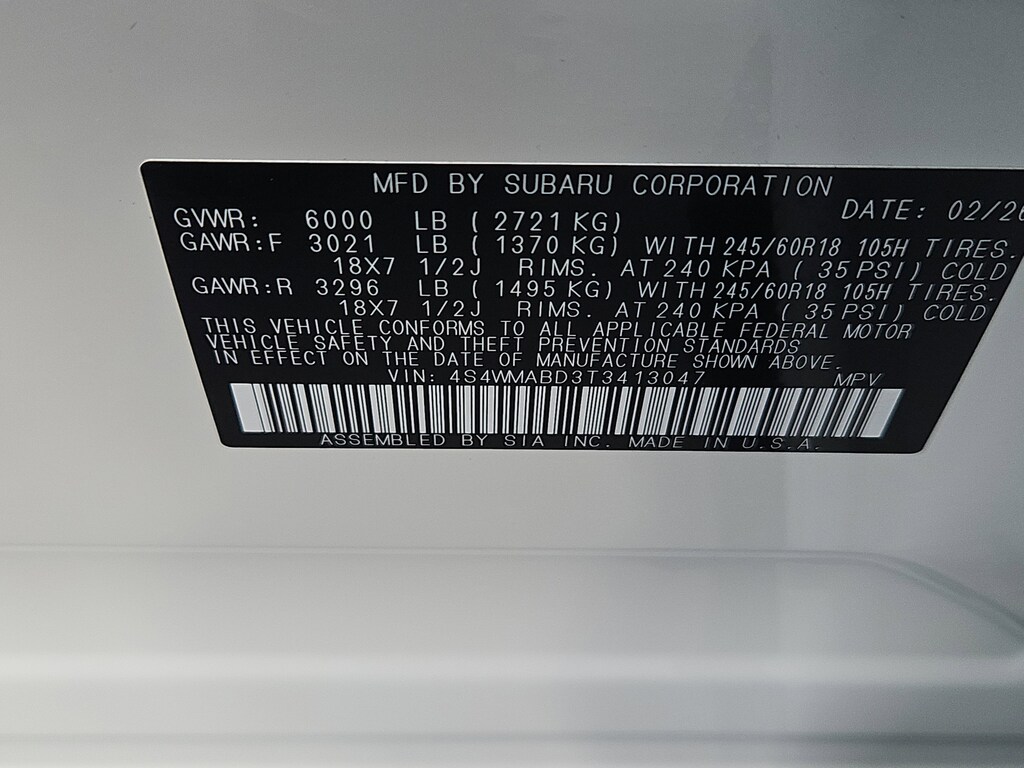 MFD BY SUBARU CORPORATION
GVWR: 6000 LB ( 2721 KG) DATE: 02/20
GAWR:F 3021 LB ( 1370 KG) WITH 245/60R18 105H TIRES.
18X7 1/2J RIMS. AT 240 KPA ( 35 PSI) COLD
GAWR:R 3296 LB ( 1495 KG) WITH 245/60R18 105H TIRES.
18X7 1/2J RIMS. AT 240 KPA ( 35 PSI) COLD
THIS VEHICLE CONFORMS TO ALL APPLICABLE FEDERAL MOTOR
VEHICLE SAFETY AND THEFT PREVENTION STANDARDS
IN EFFECT ON THE DATE OF MANUFACTURE SHOWN ABOVE.
VIN: 4S4WMABD3T3413047 MPV
ASSEMBLED BY SIA INC. MADE IN U.S.A.